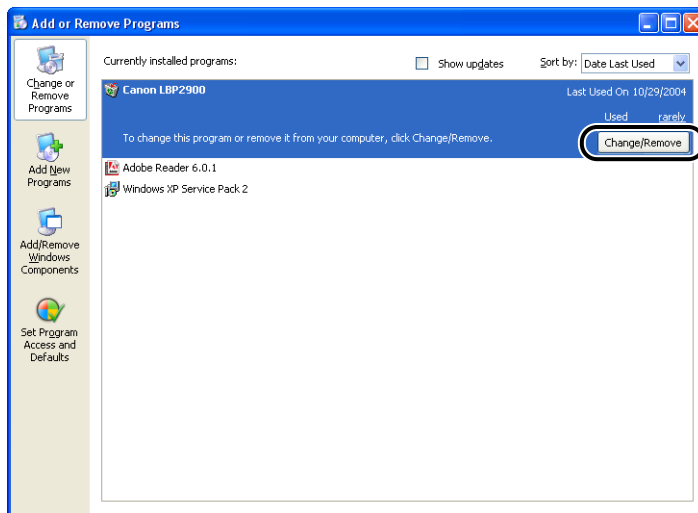 Add or Remove Programs
Change or
Remove
Programs
Add New
Programs
Add/Remove
Windows
Components
Set Program
Access and
Defaults
Currently installed programs:
Show updates
Sort by: Date Last Used
Canon LBP2900
Last Used On 10/29/2004
Used rarely
To change this program or remove it from your computer, click Change/Remove.
Change/Remove
Adobe Reader 6.0.1
Windows XP Service Pack 2